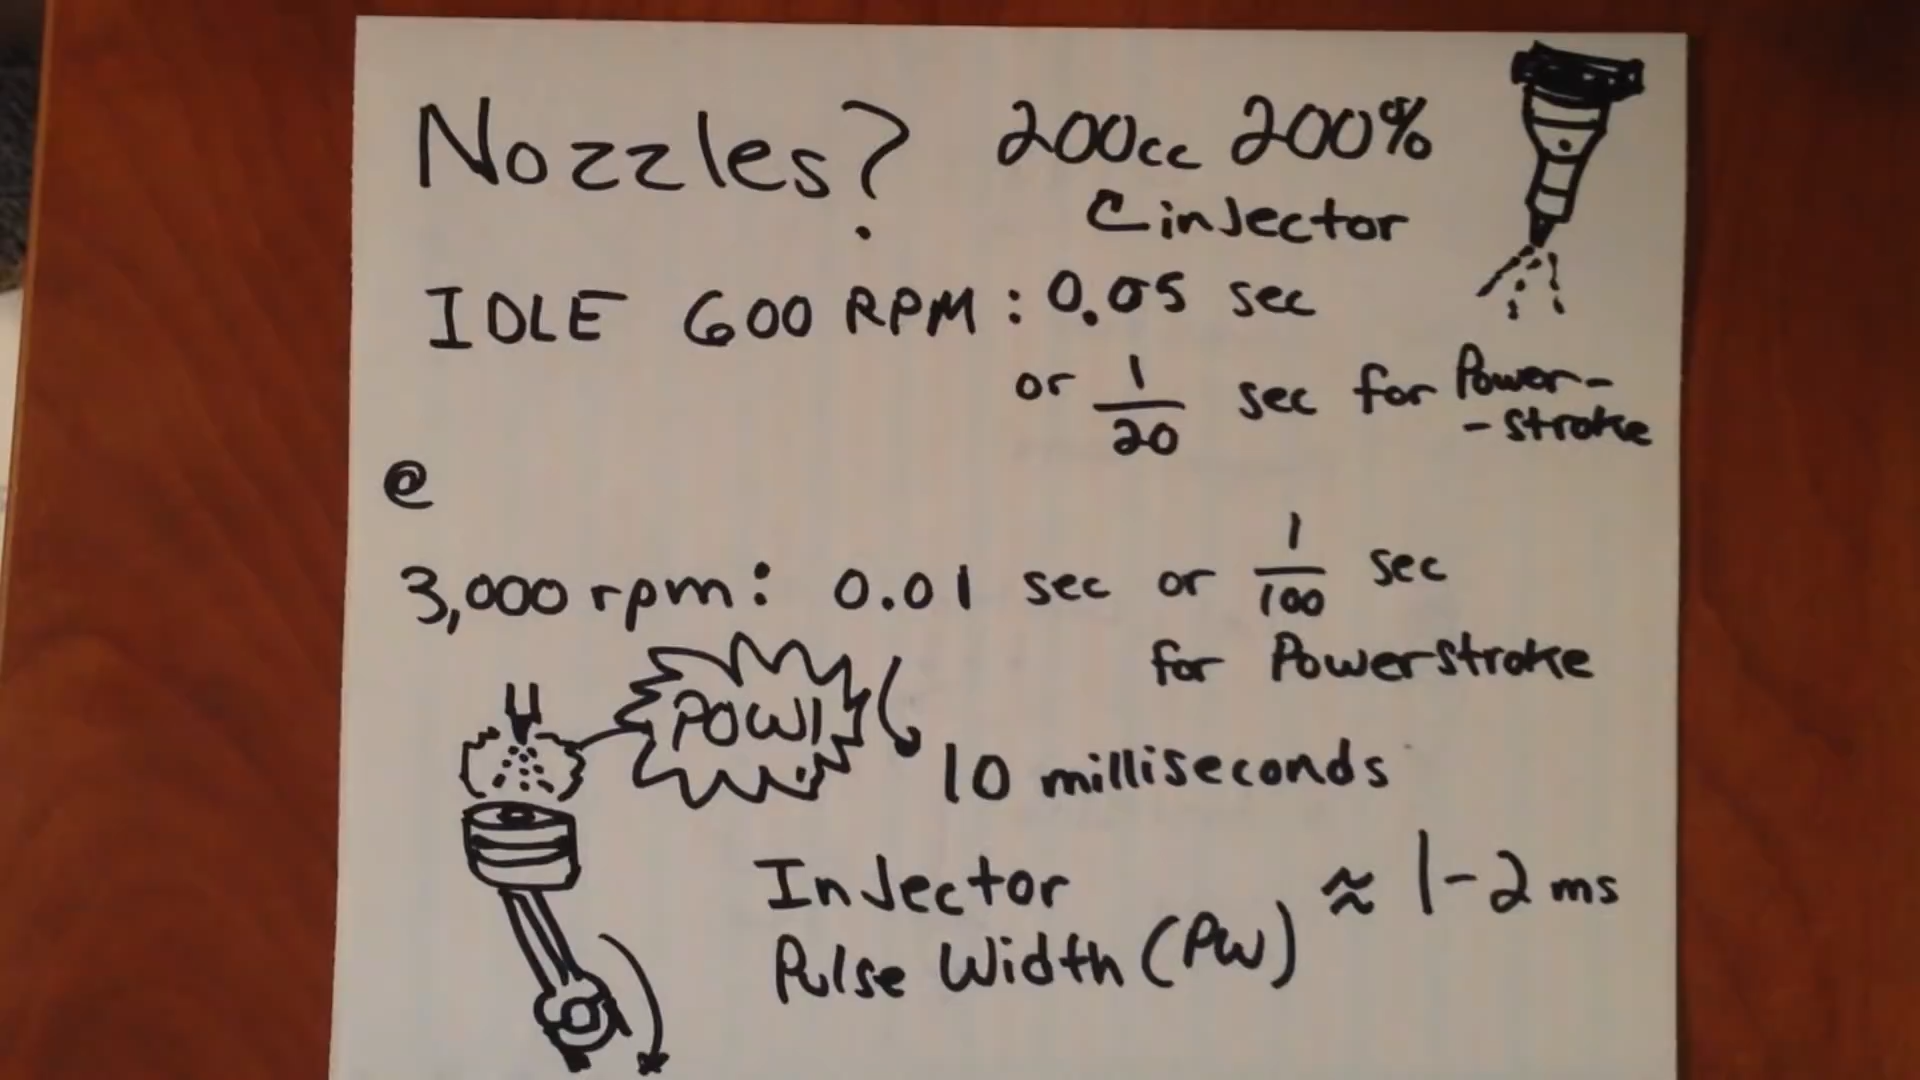 Nozzles? 200cc 200%
C injector
IDLE 600 RPM: 0.05 sec
or 1/20 sec for Power-
-stroke
@
3,000 rpm: 0.01 sec or 1/100 sec
for Powerstroke
POW!
10 milliseconds
Injector
Pulse Width (PW) ≈ 1-2 ms